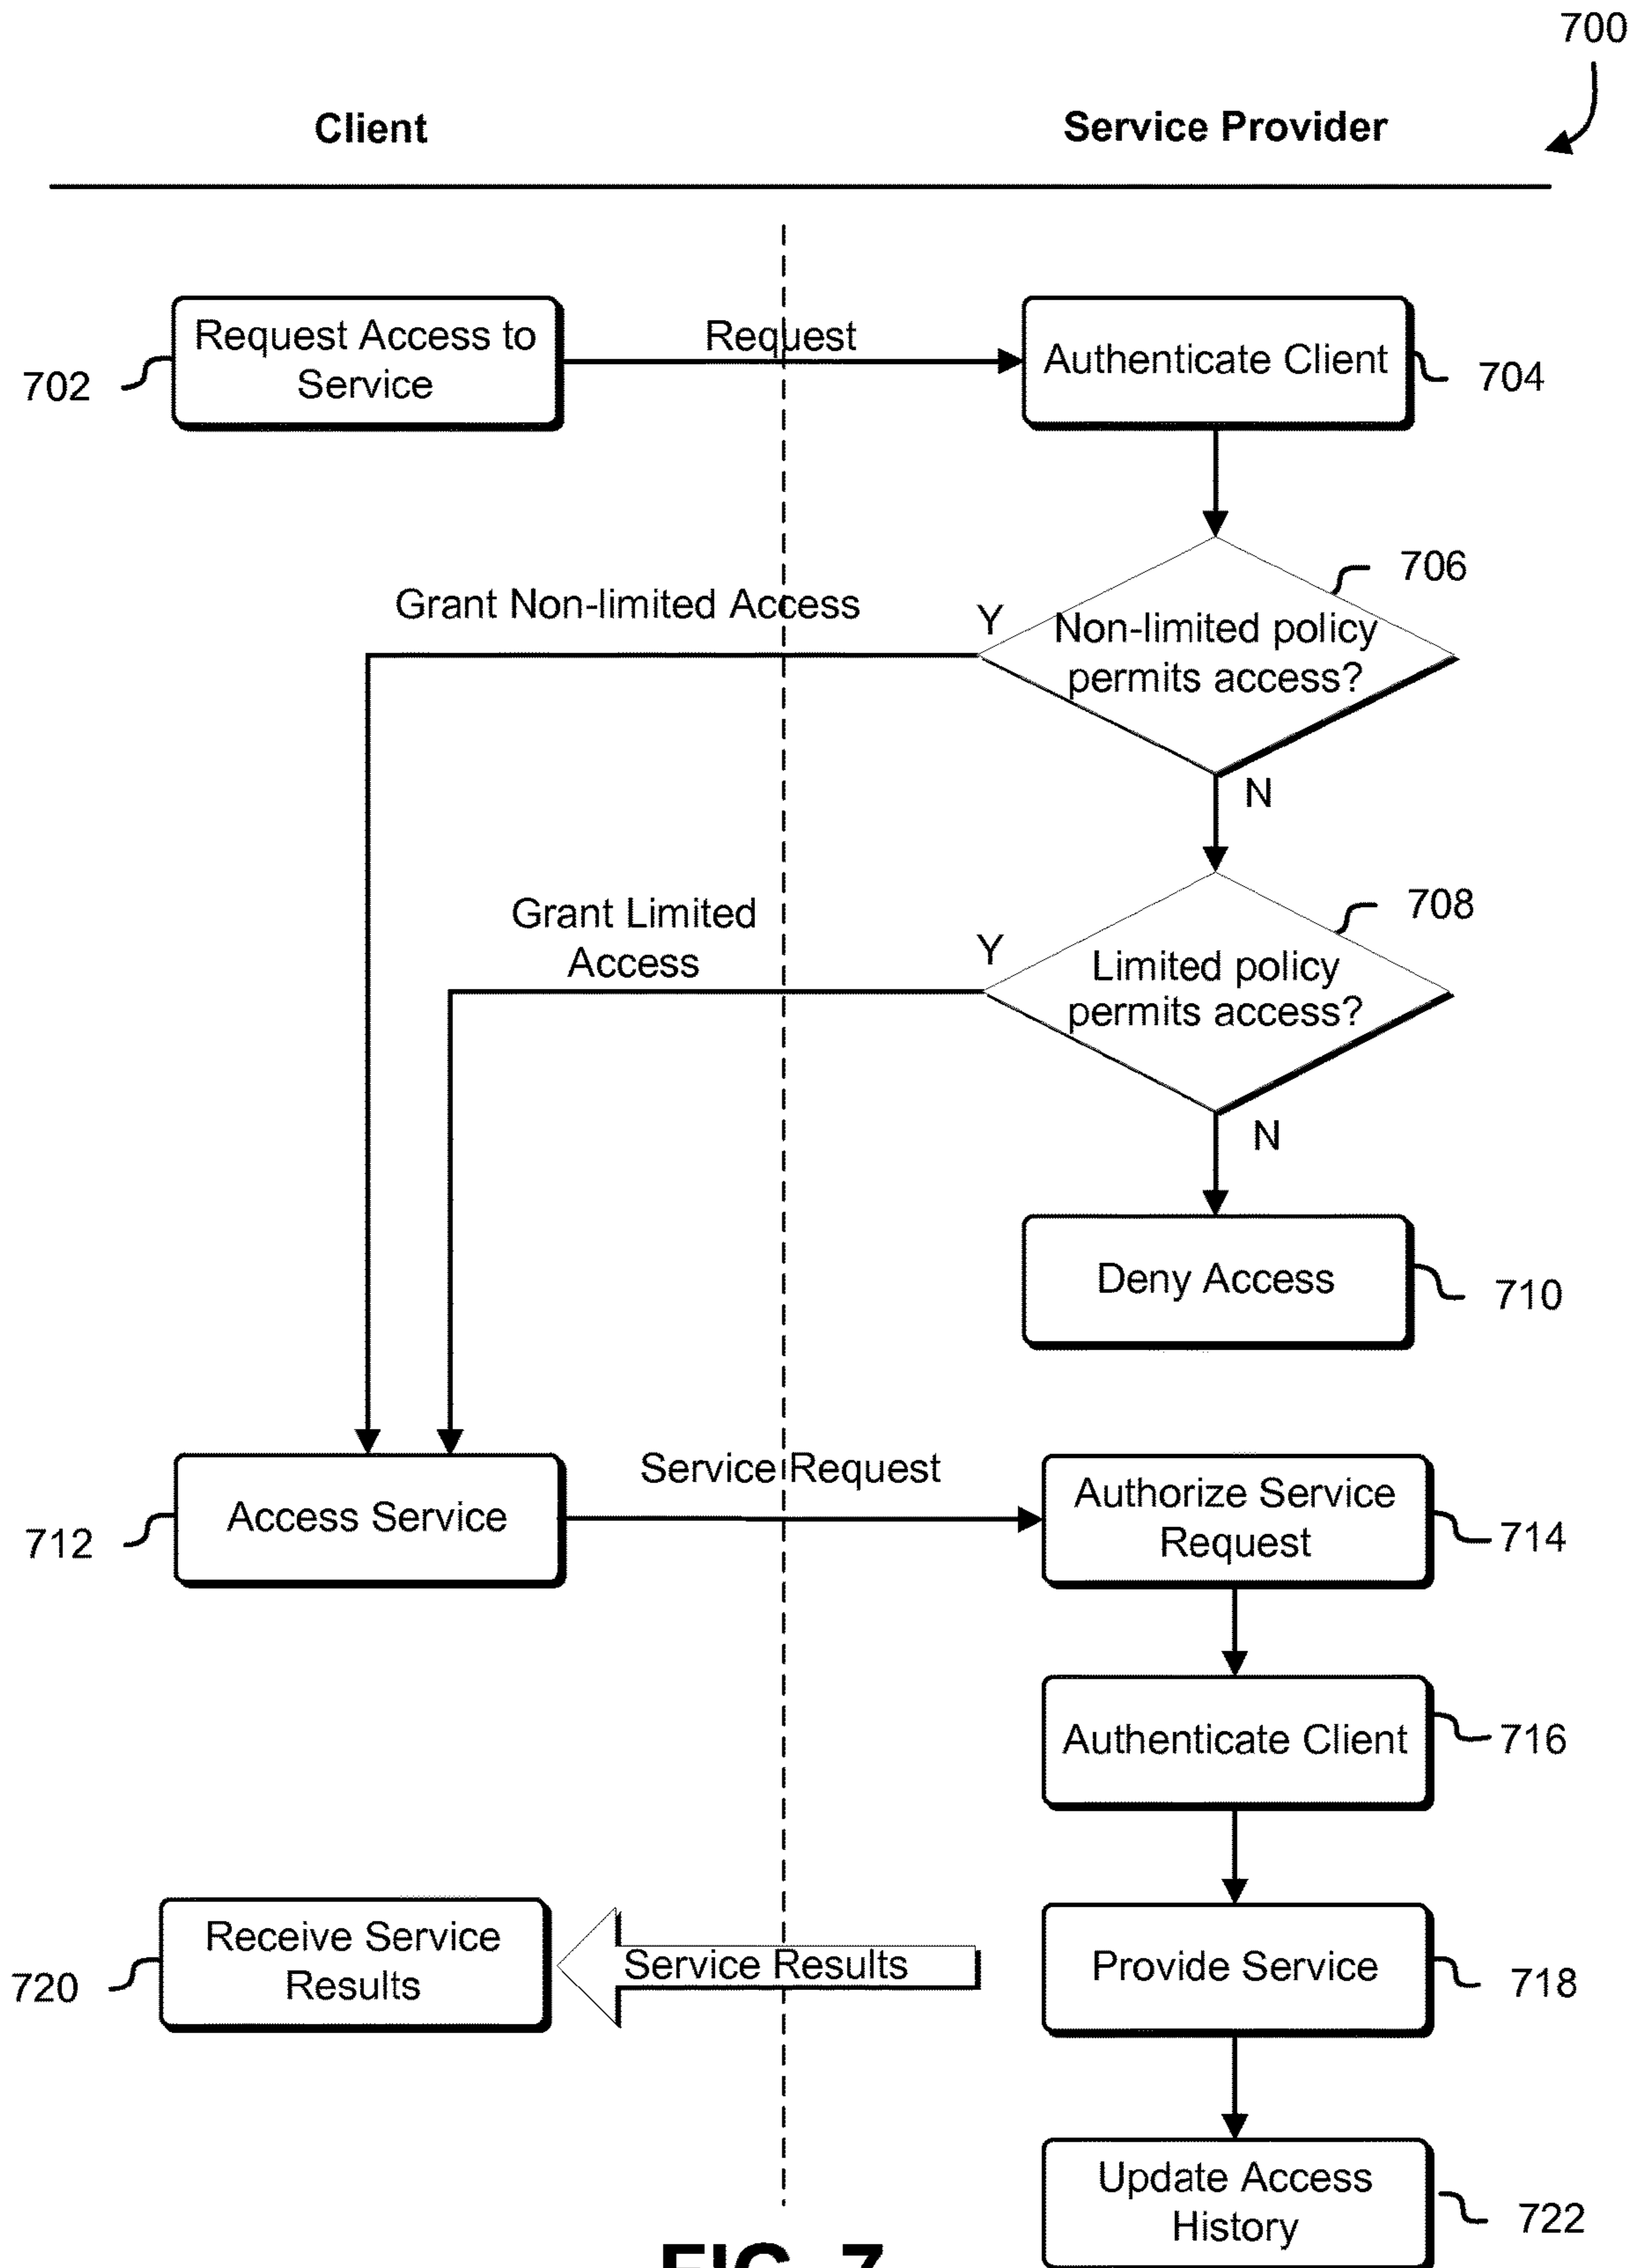 700
Client
Service Provider
Request Access to
Service
702
Request
Authenticate Client
704
706
Grant Non-limited Access
Y
Non-limited policy
permits access?
N
708
Grant Limited
Access
Y
Limited policy
permits access?
N
Deny Access
710
Access Service
712
Service Request
Authorize Service
Request
714
Authenticate Client
716
Receive Service
Results
720
Service Results
Provide Service
718
Update Access
History
722
FIG. 7